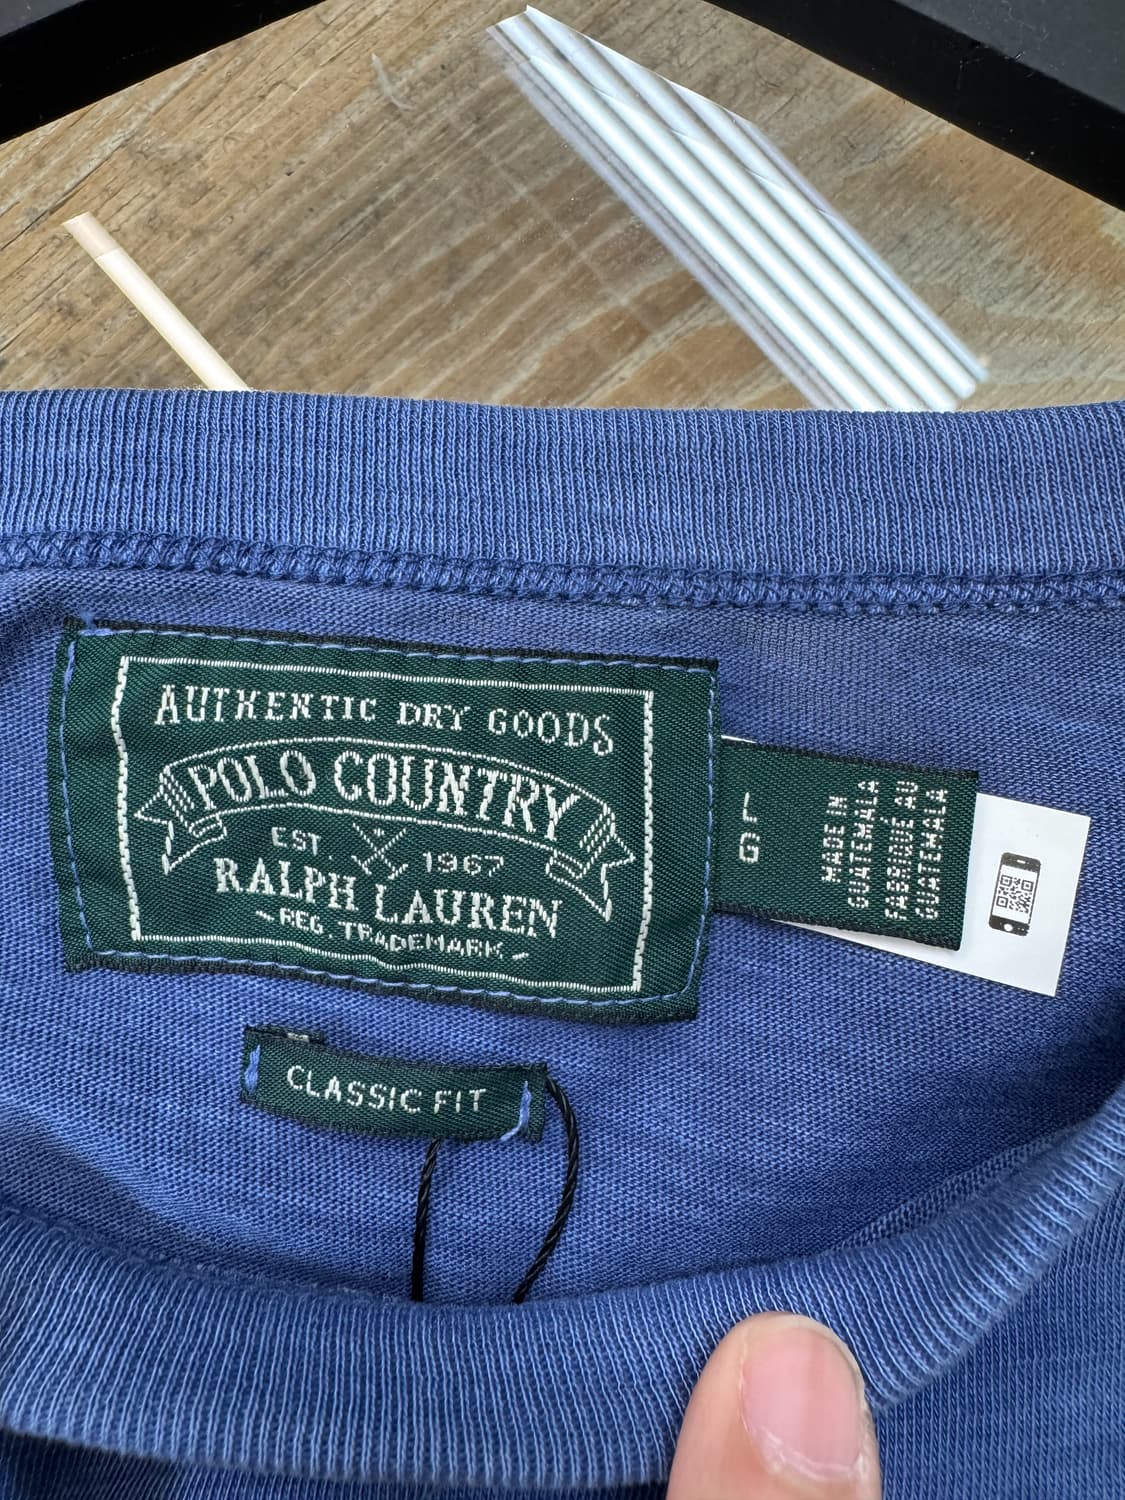 AUTHENTIC DRY GOODS
POLO COUNTRY
EST. 1967
RALPH LAUREN
REG. TRADEMARK
L
G
MADE IN
GUATEMALA
FABRIQUÉ AU
GUATEMALA
CLASSIC FIT